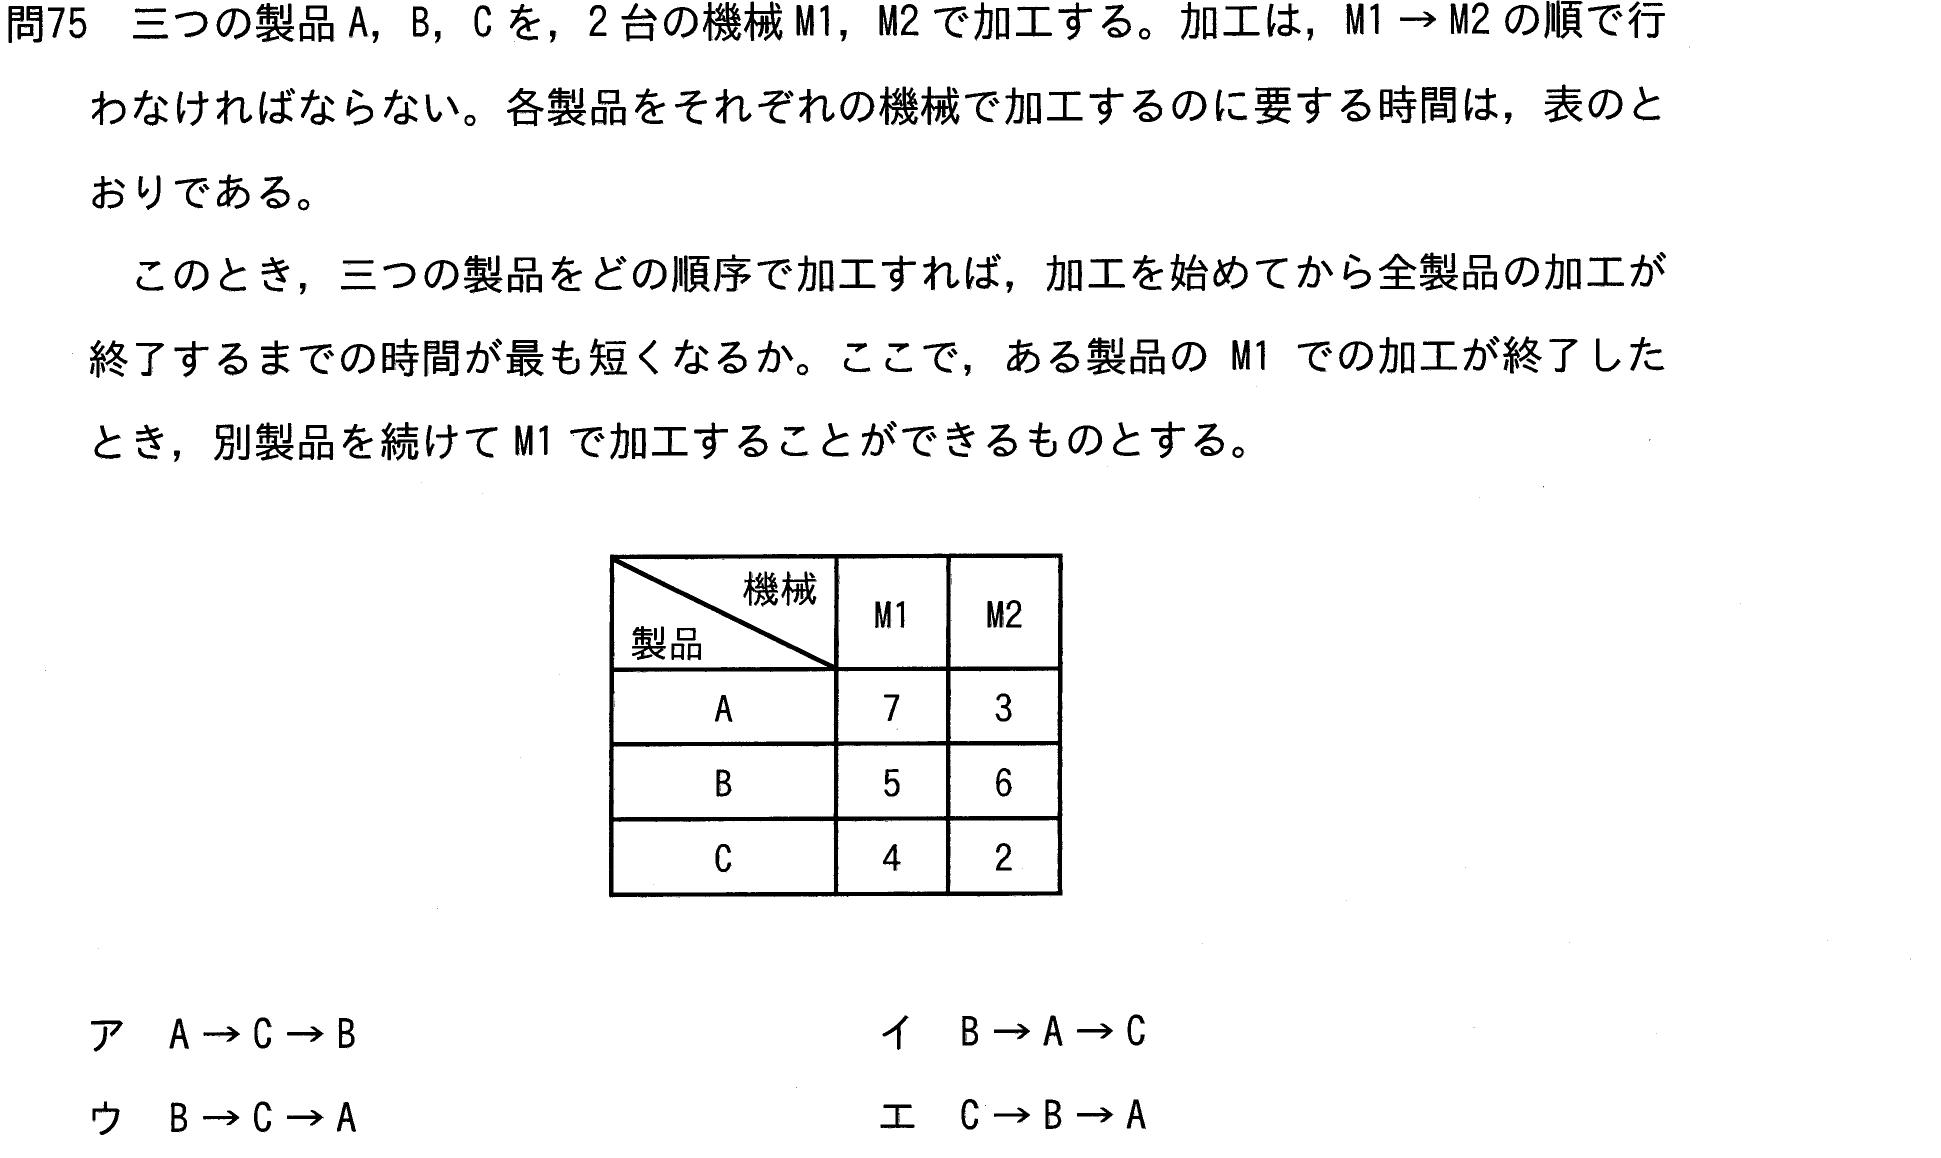 問75　三つの製品 A，B，C を，2 台の機械 M1，M2 で加工する。加工は，M1 → M2 の順で行
わなければならない。各製品をそれぞれの機械で加工するのに要する時間は，表のと
おりである。
このとき，三つの製品をどの順序で加工すれば，加工を始めてから全製品の加工が
終了するまでの時間が最も短くなるか。ここで，ある製品の M1 での加工が終了した
とき，別製品を続けて M1 で加工することができるものとする。
機械 M1 M2
製品
A 7 3
B 5 6
C 4 2
ア　A → C → B　イ　B → A → C
ウ　B → C → A　エ　C → B → A